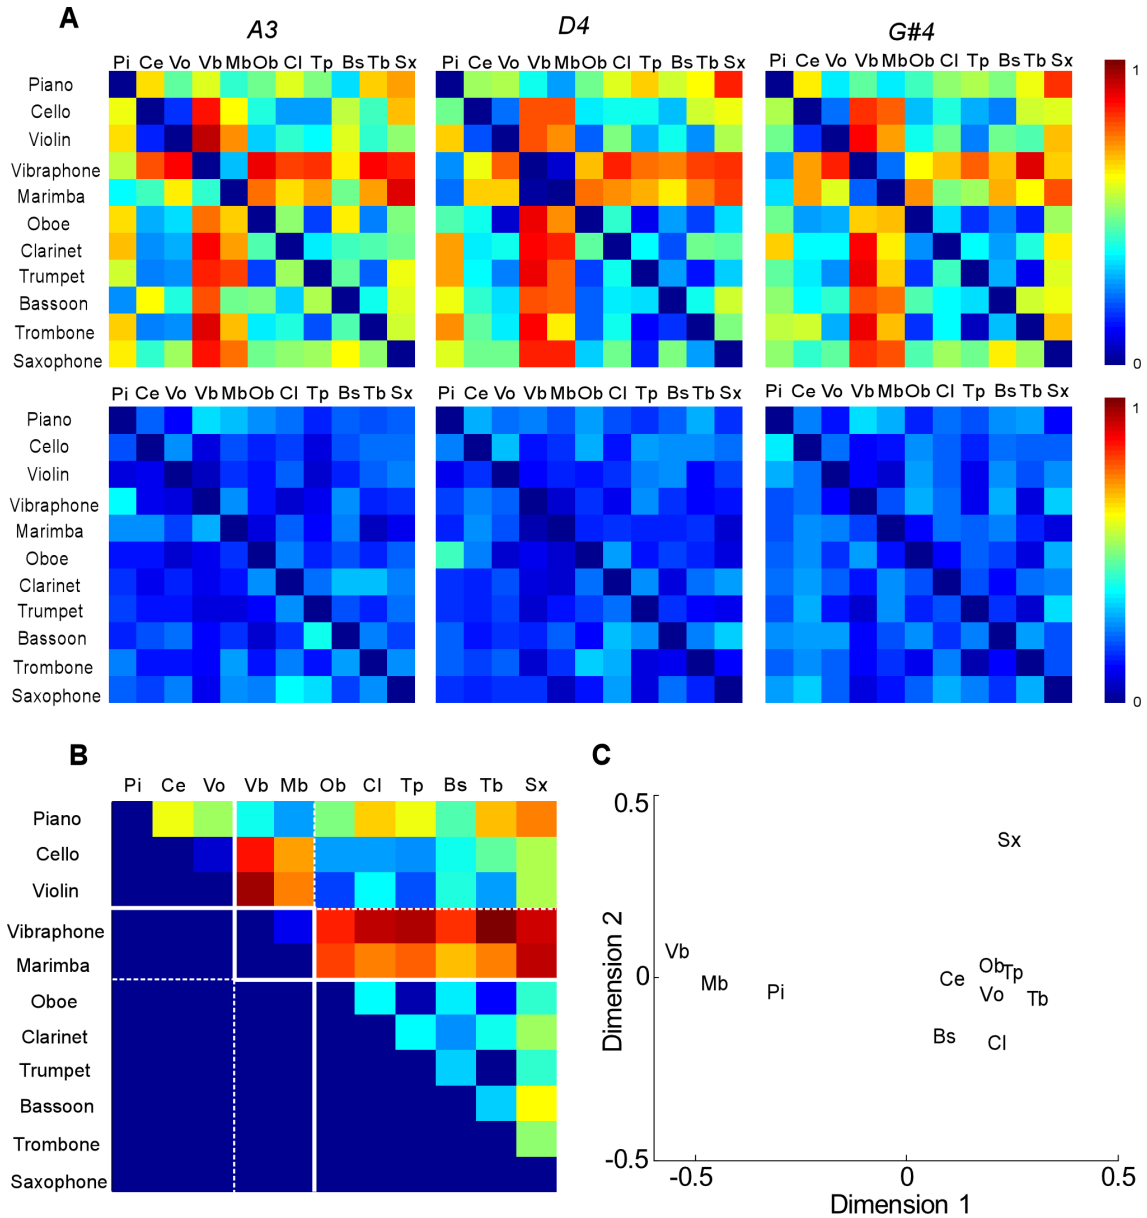 A
A3 D4 G#4
Pi Ce Vo Vb Mb Ob Cl Tp Bs Tb Sx Pi Ce Vo Vb Mb Ob Cl Tp Bs Tb Sx Pi Ce Vo Vb Mb Ob Cl Tp Bs Tb Sx
1
Piano
Cello
Violin
Vibraphone
Marimba
Oboe
Clarinet
Trumpet
Bassoon
Trombone
Saxophone
0
Pi Ce Vo Vb Mb Ob Cl Tp Bs Tb Sx Pi Ce Vo Vb Mb Ob Cl Tp Bs Tb Sx Pi Ce Vo Vb Mb Ob Cl Tp Bs Tb Sx
1
Piano
Cello
Violin
Vibraphone
Marimba
Oboe
Clarinet
Trumpet
Bassoon
Trombone
Saxophone
0
B
Pi Ce Vo Vb Mb Ob Cl Tp Bs Tb Sx
Piano
Cello
Violin
Vibraphone
Marimba
Oboe
Clarinet
Trumpet
Bassoon
Trombone
Saxophone
C
0.5
Sx
Dimension 2
Vb
Ob Tp
0
Mb
Ce
Pi
Vo
Tb
Bs
Cl
-0.5
-0.5 0 0.5
Dimension 1